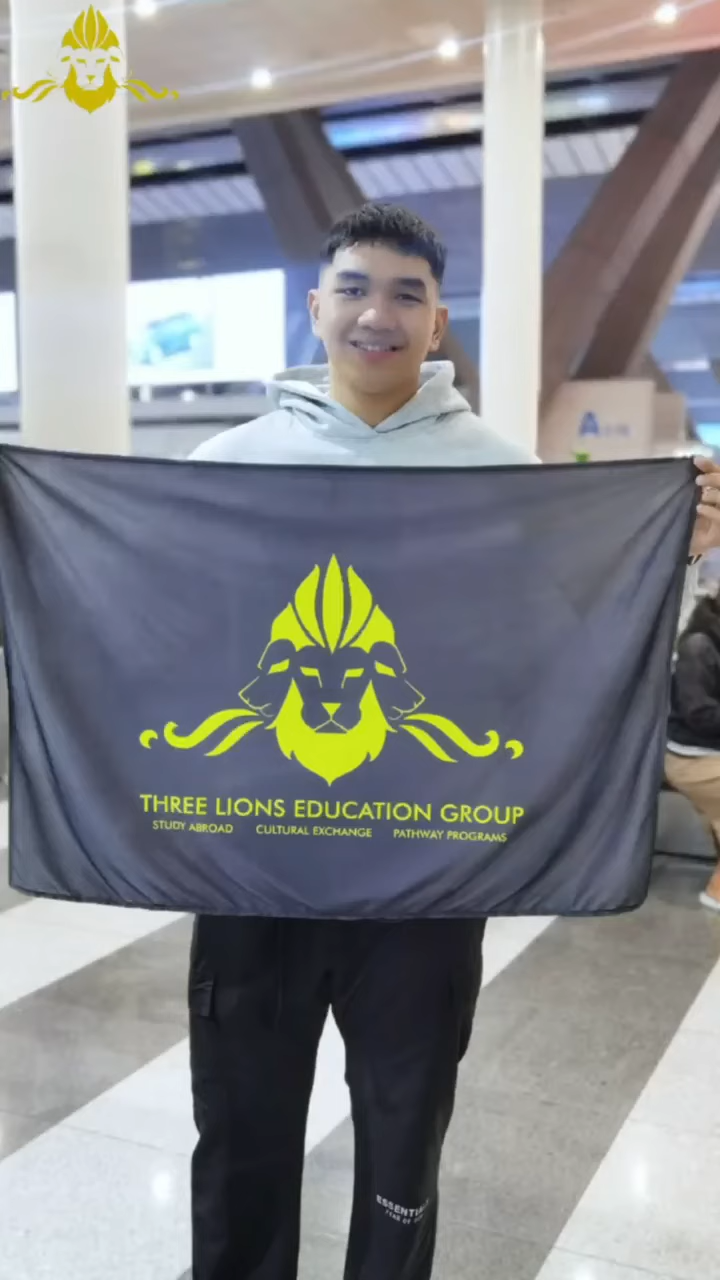 A
THREE LIONS EDUCATION GROUP
STUDY ABROAD CULTURAL EXCHANGE PATHWAY PROGRAMS
ESSENTIALS